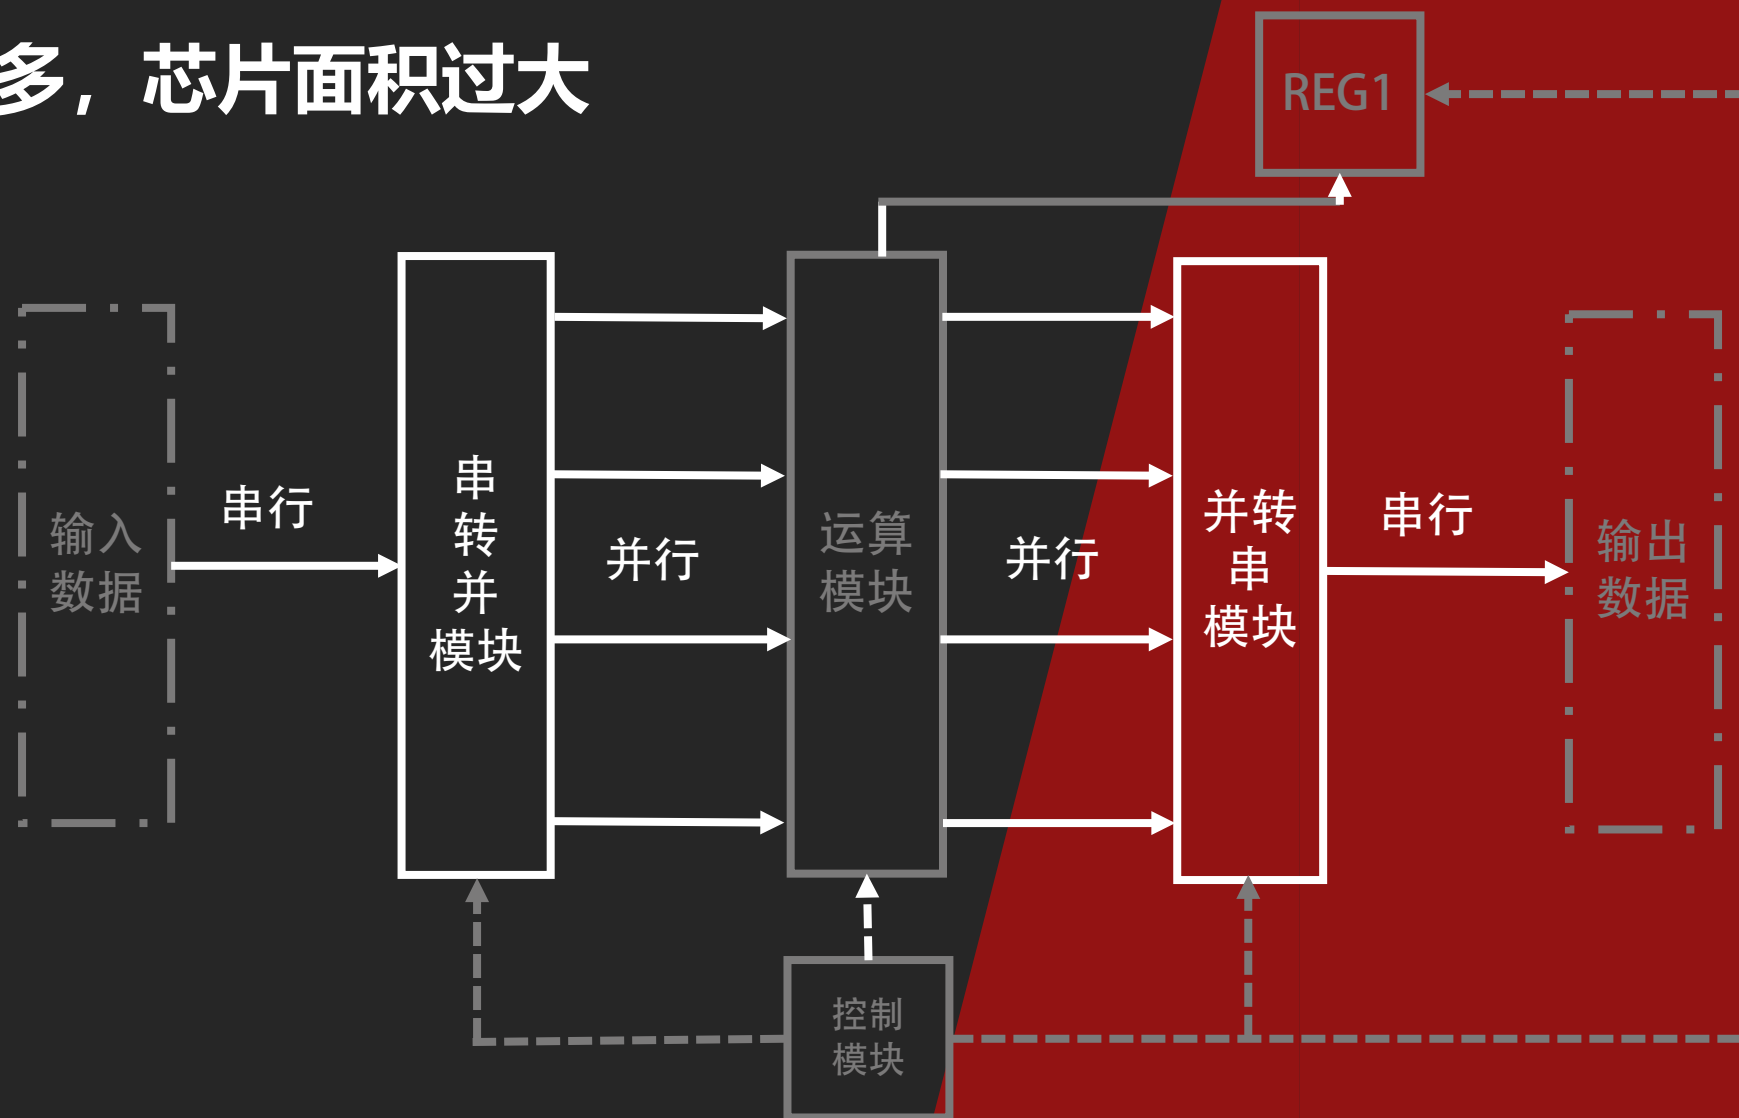 多，芯片面积过大
REG1
输入
数据
串行
串
转
并
模块
并行
运算
模块
并行
并转
串
模块
串行
输出
数据
控制
模块